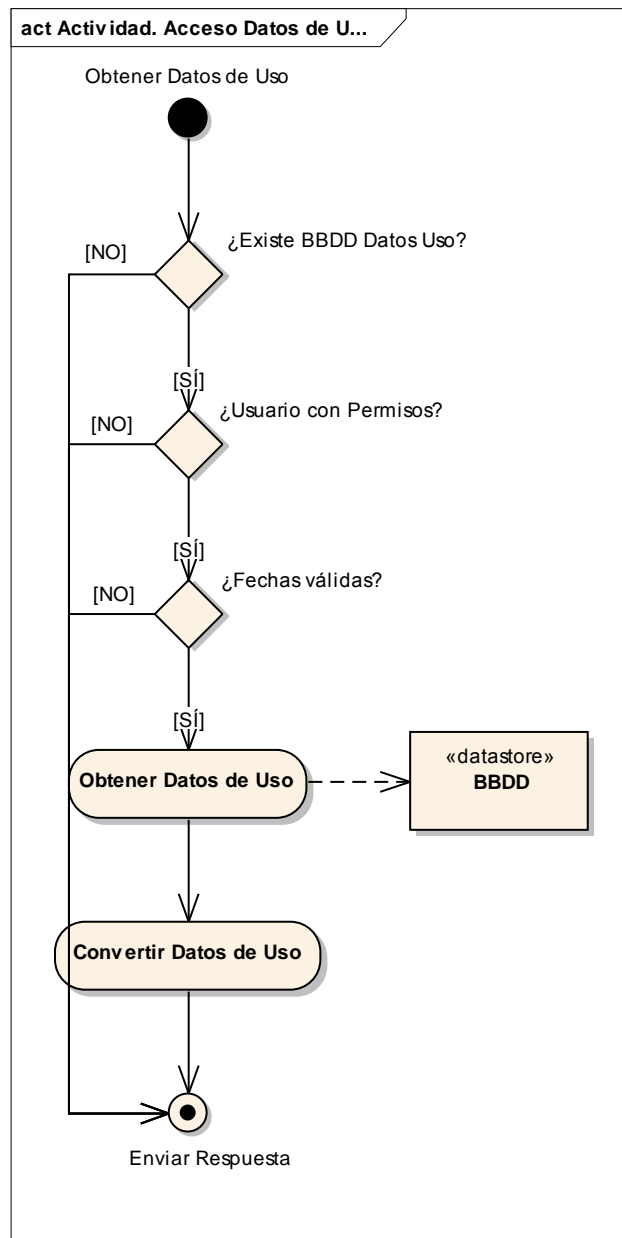 act Actividad. Acceso Datos de U...
Obtener Datos de Uso
¿Existe BBDD Datos Uso?
[NO]
[SÍ]
¿Usuario con Permisos?
[NO]
[SÍ]
¿Fechas válidas?
[NO]
[SÍ]
Obtener Datos de Uso
«datastore»
BBDD
Convertir Datos de Uso
Enviar Respuesta